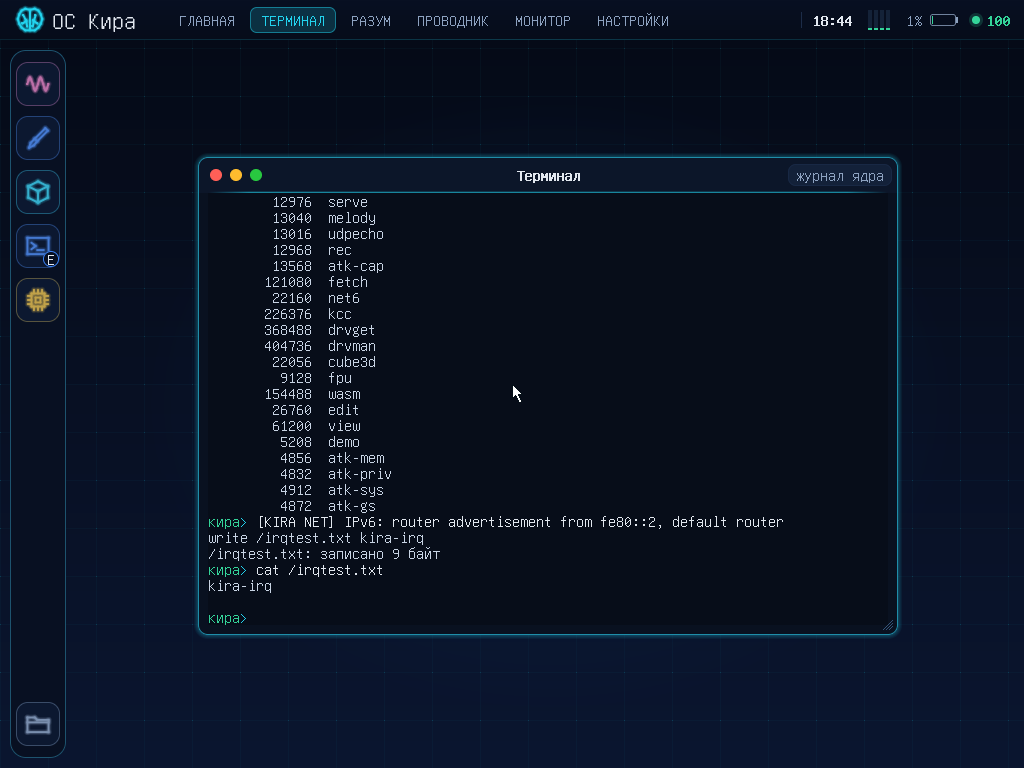 ОС Кира ГЛАВНАЯ ТЕРМИНАЛ РАЗУМ ПРОВОДНИК МОНИТОР НАСТРОЙКИ 18:44 1% 100
Терминал журнал ядра
12976 serve
13040 melody
13016 udpecho
12968 rec
13568 atk-cap
121080 fetch
22160 net6
226376 kcc
368488 drvget
404736 drvman
22056 cube3d
9128 fpu
154488 wasm
26760 edit
61200 view
5208 demo
4856 atk-mem
4832 atk-priv
4912 atk-sys
4872 atk-gs
кира> [KIRA NET] IPv6: router advertisement from fe80::2, default router
write /irqtest.txt kira-irq
/irqtest.txt: записано 9 байт
кира> cat /irqtest.txt
kira-irq
кира>
E